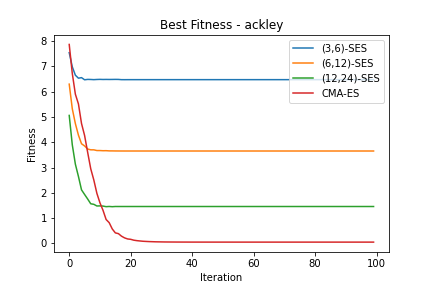 Best Fitness - ackley
8
7
6
5
4
3
2
1
0
Fitness
(3,6)-SES
(6,12)-SES
(12,24)-SES
CMA-ES
0 20 40 60 80 100
Iteration